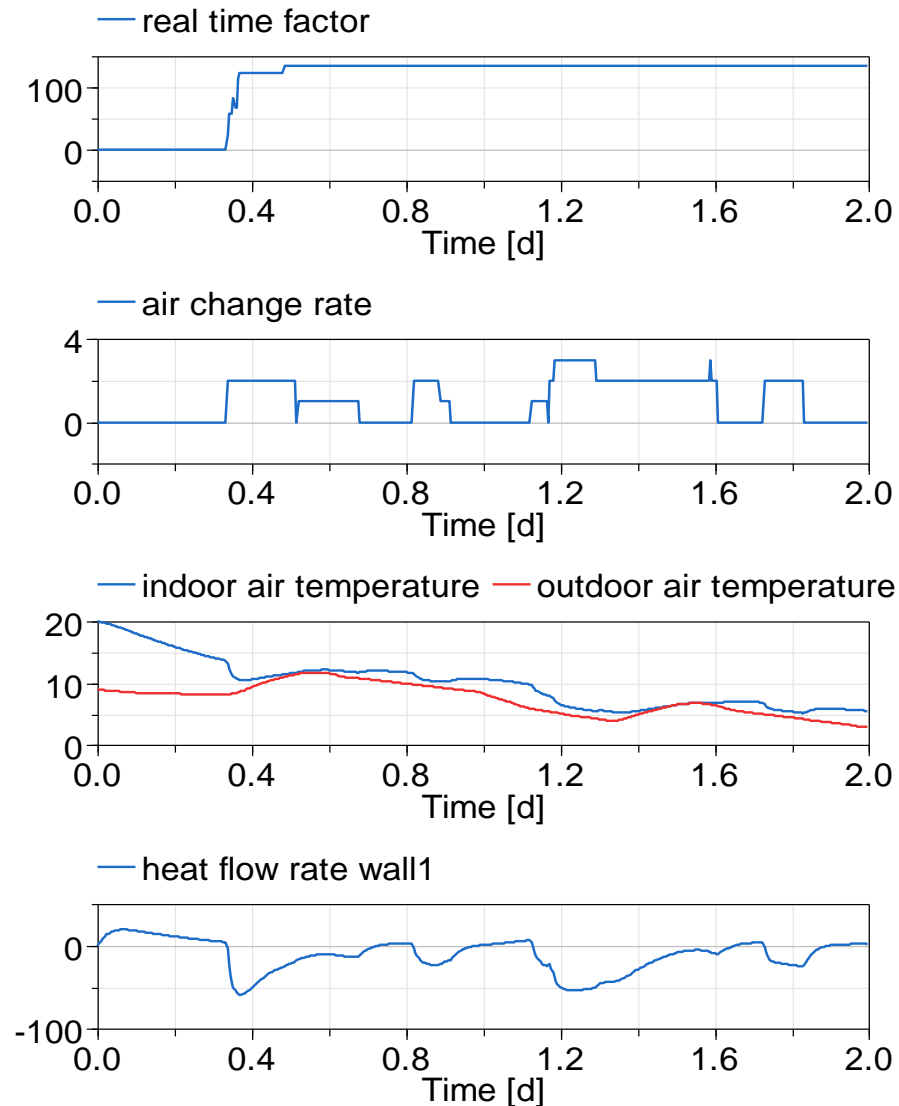 real time factor
100
0
0.0 0.4 0.8 1.2 1.6 2.0
Time [d]
air change rate
4
0
0.0 0.4 0.8 1.2 1.6 2.0
Time [d]
indoor air temperature outdoor air temperature
20
10
0
0.0 0.4 0.8 1.2 1.6 2.0
Time [d]
heat flow rate wall1
0
-100
0.0 0.4 0.8 1.2 1.6 2.0
Time [d]